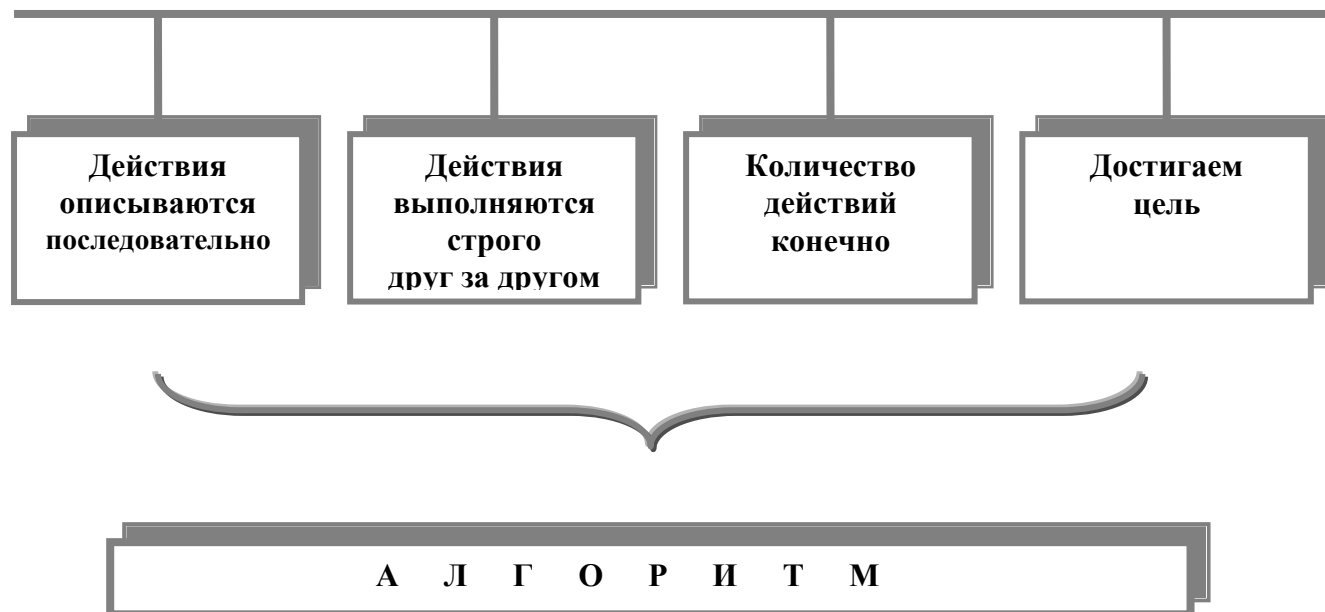 Действия
описываются
последовательно
Действия
выполняются
строго
друг за другом
Количество
действий
конечно
Достигаем
цель
А Л Г О Р И Т М